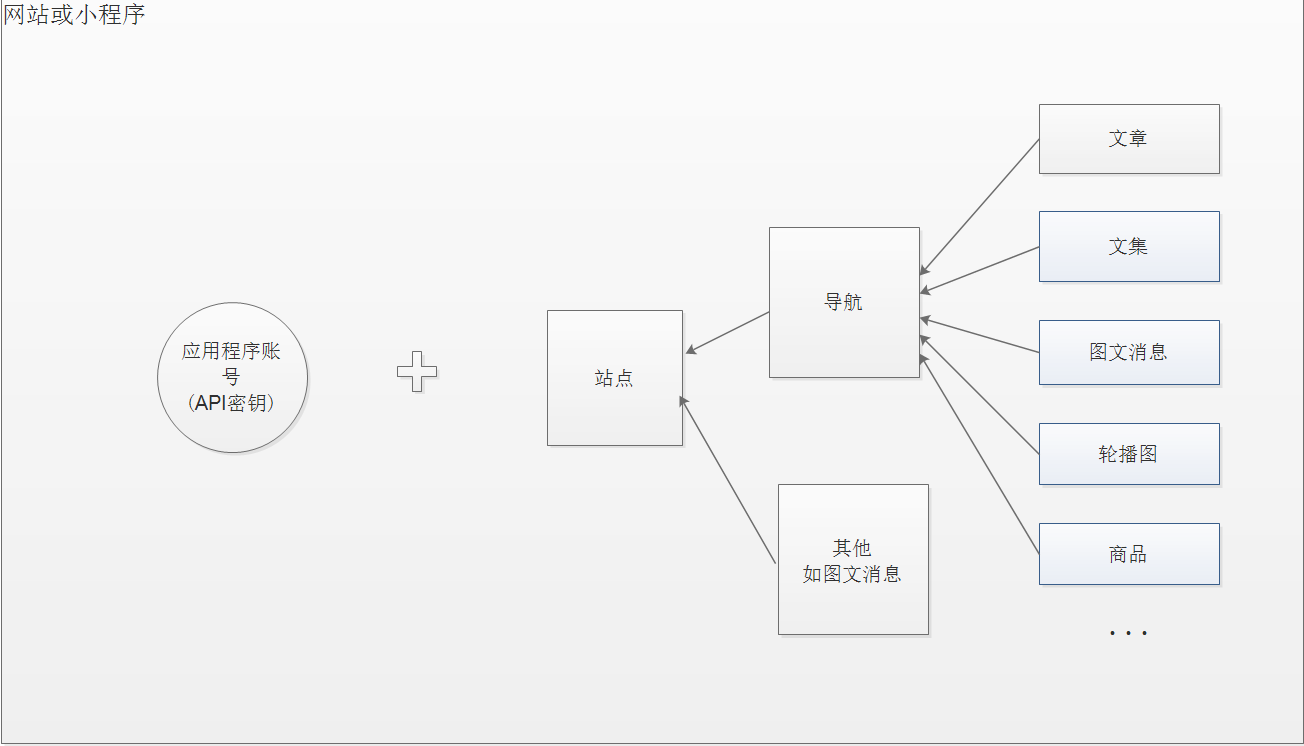 网站或小程序
应用程序账
号
(API密钥)
站点
导航
其他
如图文消息
文章
文集
图文消息
轮播图
商品
...